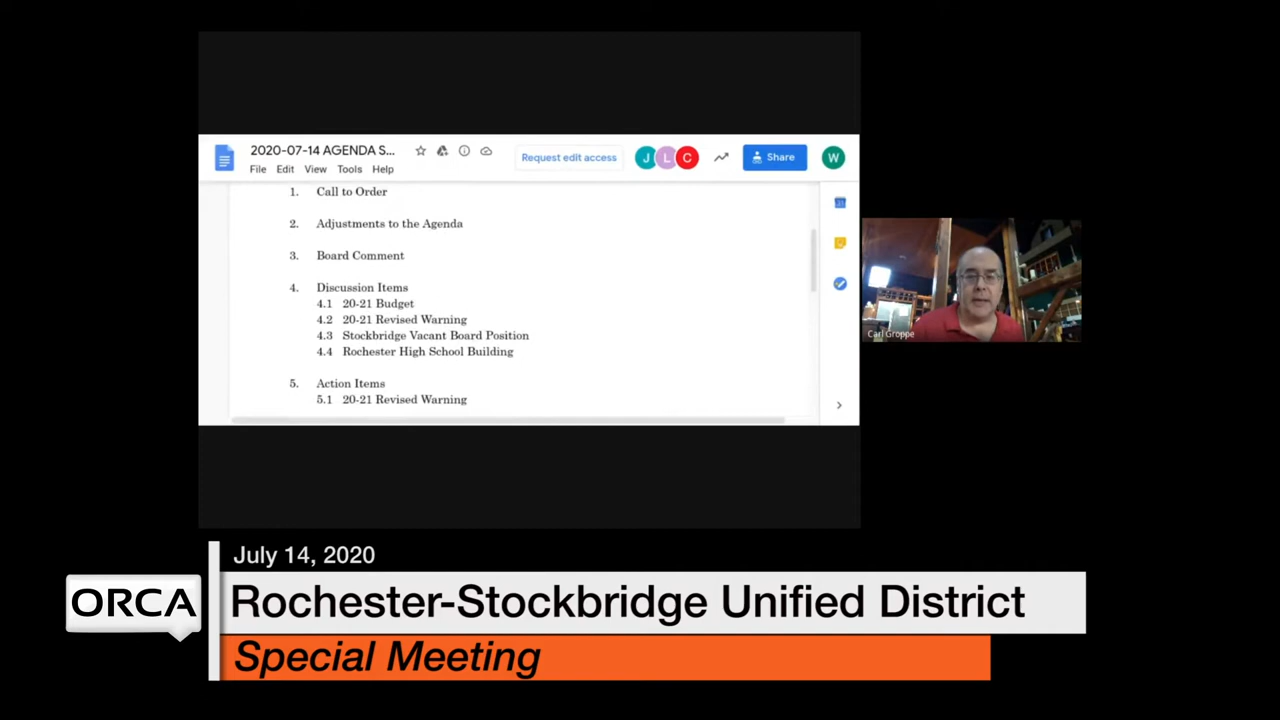 2020-07-14 AGENDA S...
File Edit View Tools Help
Request edit access
J L C
Share
W
1. Call to Order
2. Adjustments to the Agenda
3. Board Comment
4. Discussion Items
4.1 20-21 Budget
4.2 20-21 Revised Warning
4.3 Stockbridge Vacant Board Position
4.4 Rochester High School Building
5. Action Items
5.1 20-21 Revised Warning
Carl Groppe
July 14, 2020
ORCA
Rochester-Stockbridge Unified District
Special Meeting